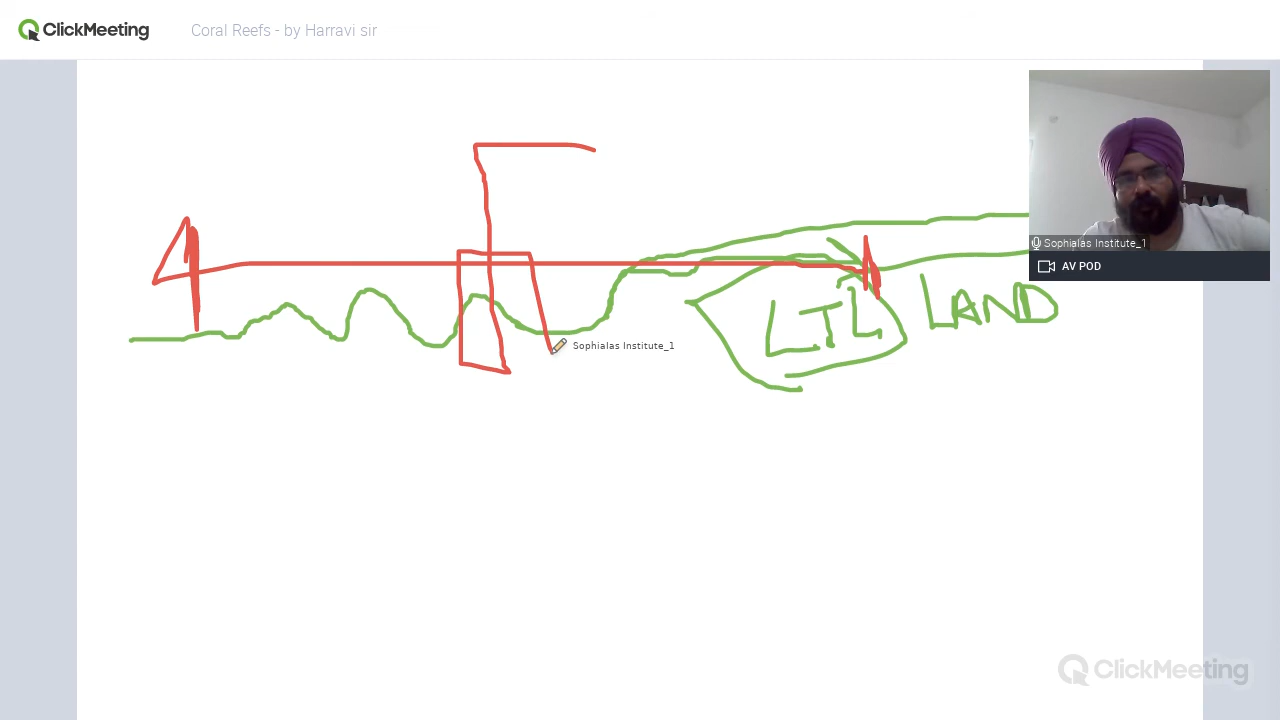 ClickMeeting
Coral Reefs - by Harravi sir
Sophialas Institute_1
AV POD
LTL
LAND
Sophialas Institute_1
ClickMeeting